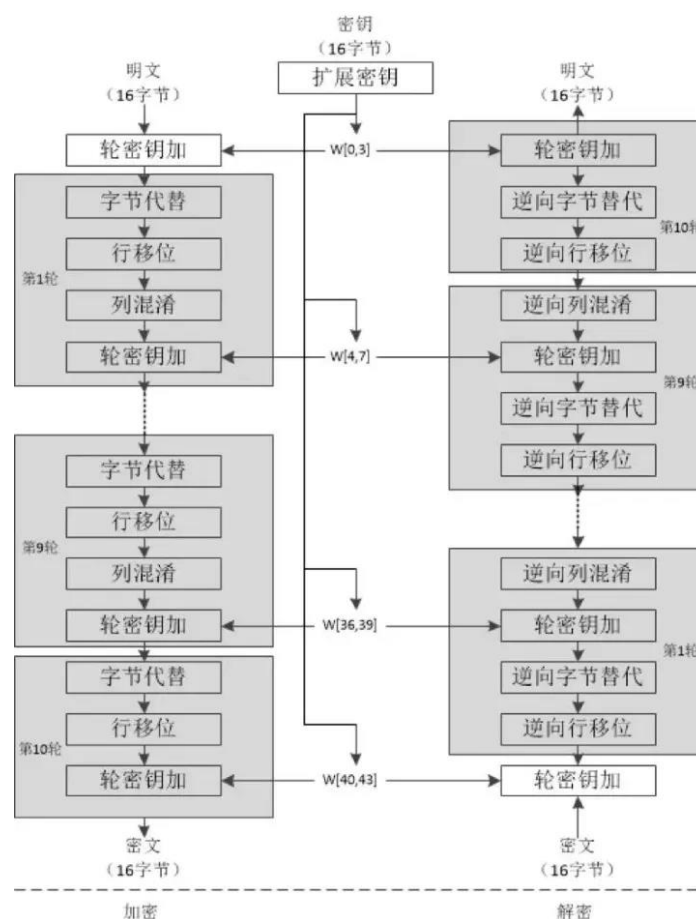 密钥
（16字节）
扩展密钥
明文
（16字节）
轮密钥加
第1轮
字节代替
行移位
列混淆
轮密钥加
第9轮
字节代替
行移位
列混淆
轮密钥加
第10轮
字节代替
行移位
轮密钥加
密文
（16字节）
加密
W[0,3]
W[4,7]
W[36,39]
W[40,43]
明文
（16字节）
轮密钥加
逆向字节替代
第10轮
逆向行移位
逆向列混淆
轮密钥加
第9轮
逆向字节替代
逆向行移位
逆向列混淆
轮密钥加
第1轮
逆向字节替代
逆向行移位
轮密钥加
密文
（16字节）
解密